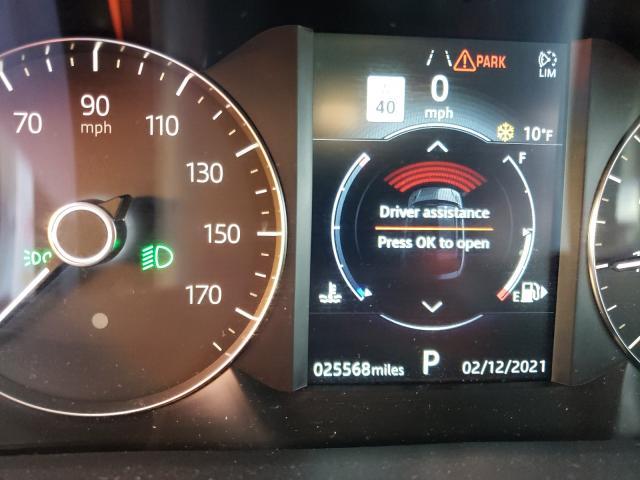 70
90
mph
110
130
150
170
PARK
LIM
40
0
mph
10°F
F
Driver assistance
Press OK to open
E
025568miles
P
02/12/2021